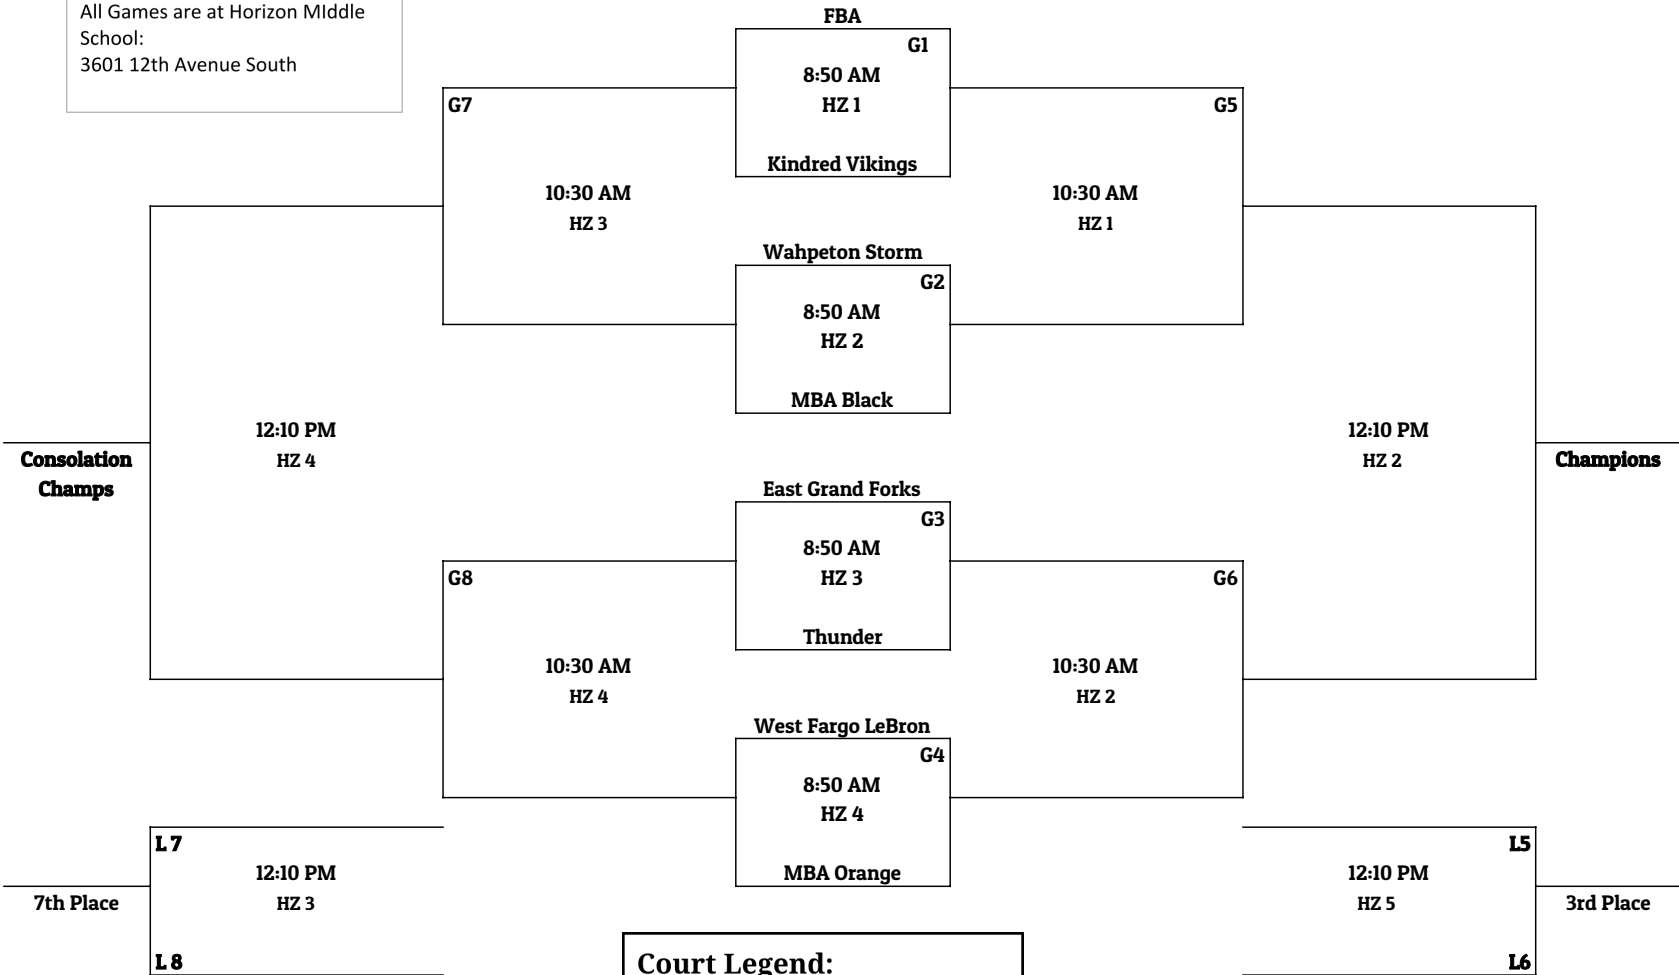 All Games are at Horizon MIddle
School:
3601 12th Avenue South
FBA
G1
8:50 AM
HZ 1
Kindred Vikings
G7
10:30 AM
HZ 3
G5
10:30 AM
HZ 1
Wahpeton Storm
G2
8:50 AM
HZ 2
MBA Black
12:10 PM
HZ 4
Consolation
Champs
12:10 PM
HZ 2
Champions
East Grand Forks
G3
8:50 AM
HZ 3
Thunder
G8
10:30 AM
HZ 4
G6
10:30 AM
HZ 2
West Fargo LeBron
G4
8:50 AM
HZ 4
MBA Orange
L 7
12:10 PM
HZ 3
7th Place
L 8
L5
12:10 PM
HZ 5
3rd Place
L6
Court Legend: